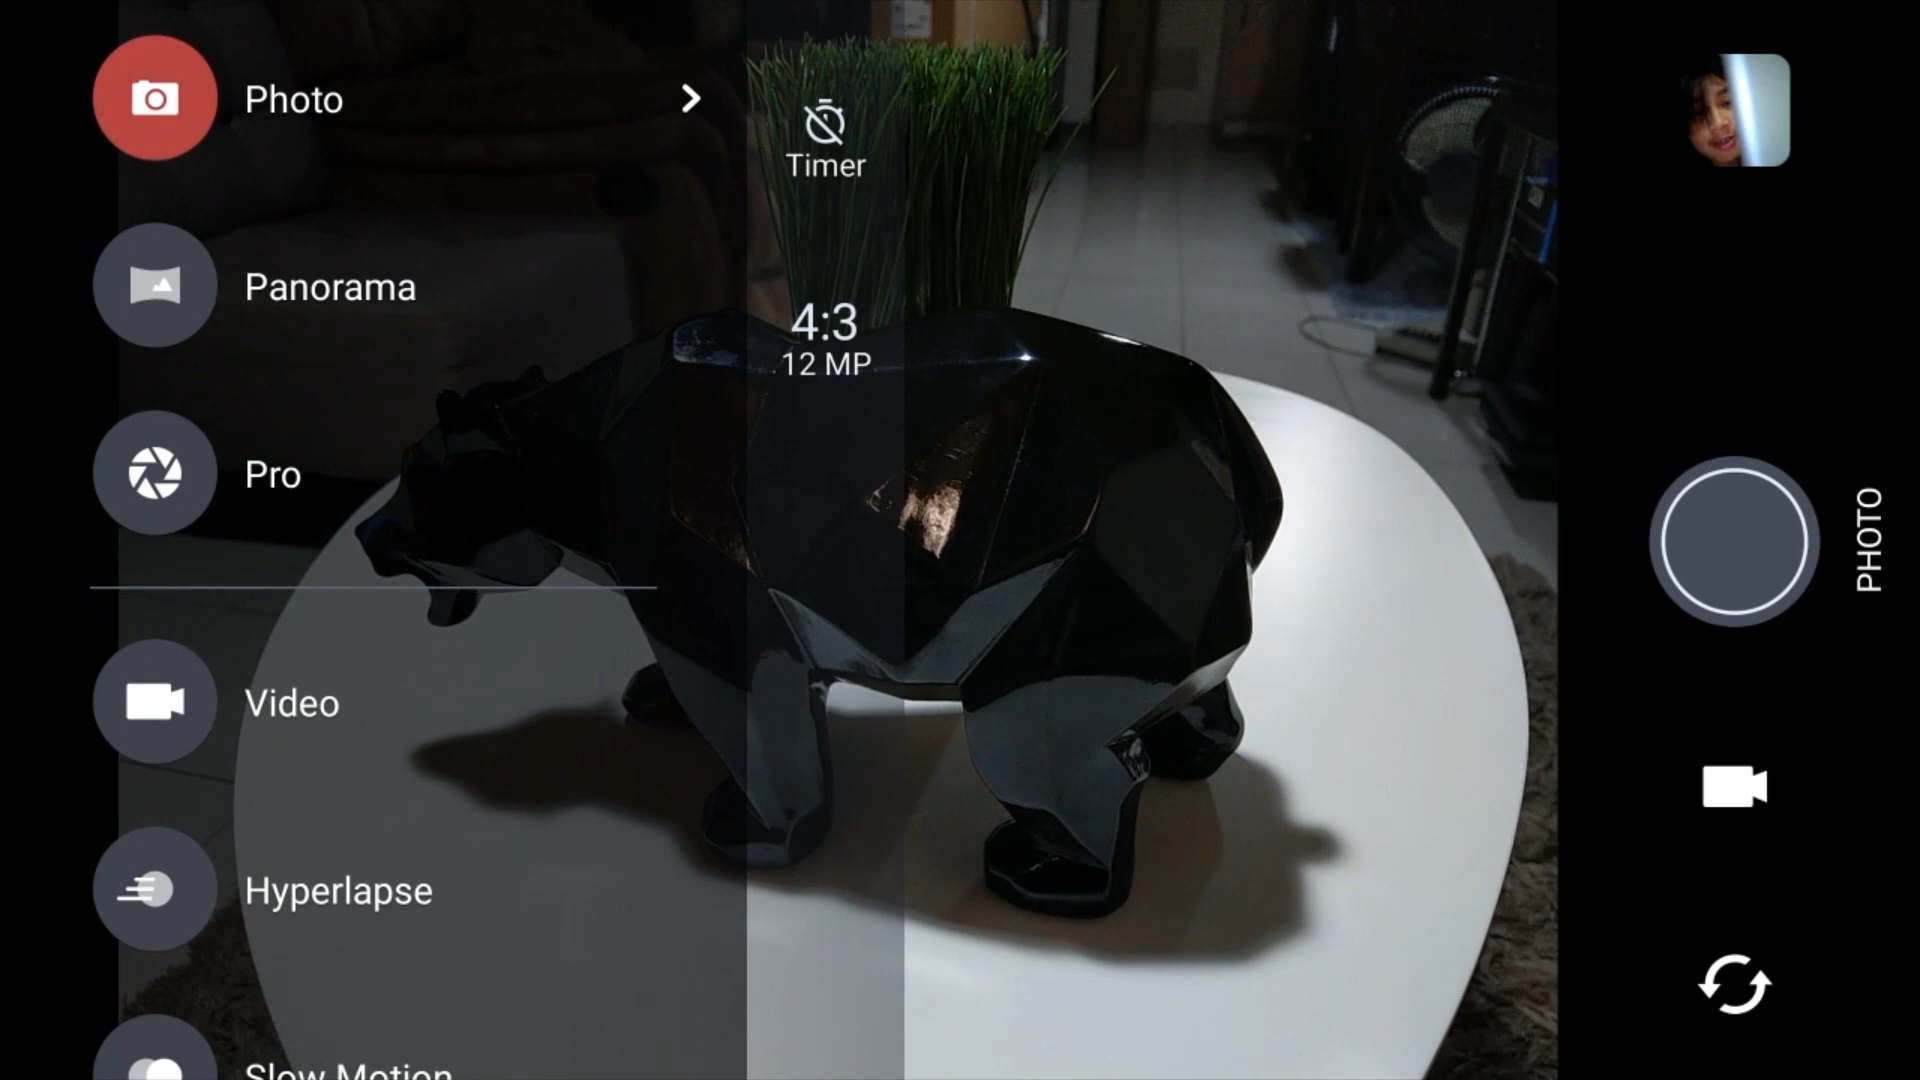 Photo
Timer
Panorama
4:3
12 MP
Pro
PHOTO
Video
Hyperlapse
Slow Motion